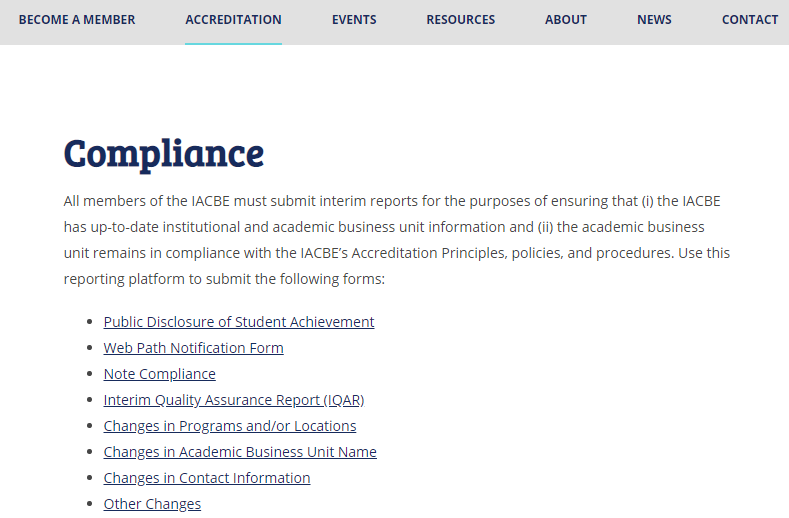 BECOME A MEMBER ACCREDITATION EVENTS RESOURCES ABOUT NEWS CONTACT
Compliance
All members of the IACBE must submit interim reports for the purposes of ensuring that (i) the IACBE
has up-to-date institutional and academic business unit information and (ii) the academic business
unit remains in compliance with the IACBE’s Accreditation Principles, policies, and procedures. Use this
reporting platform to submit the following forms:
• Public Disclosure of Student Achievement
• Web Path Notification Form
• Note Compliance
• Interim Quality Assurance Report (IQAR)
• Changes in Programs and/or Locations
• Changes in Academic Business Unit Name
• Changes in Contact Information
• Other Changes